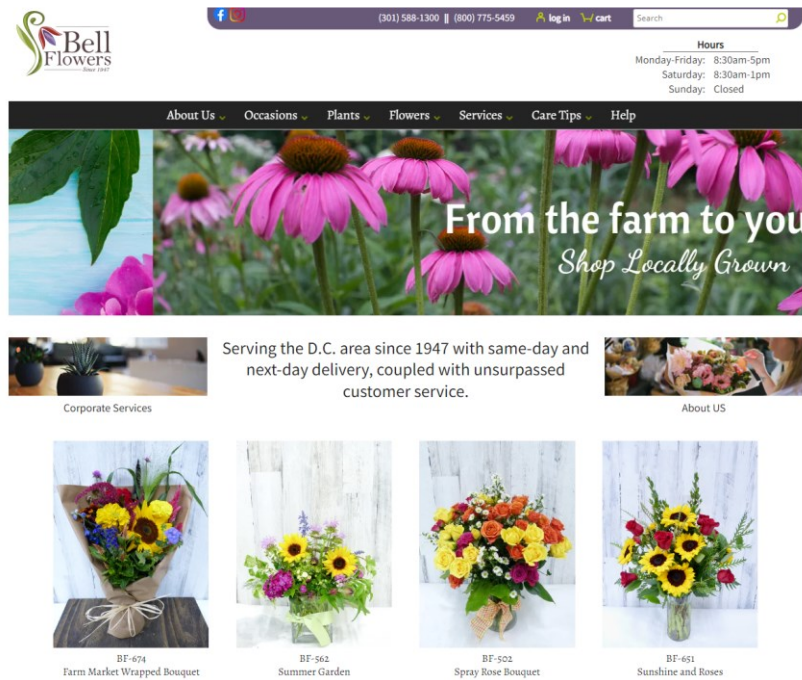 Bell
Flowers
Since 1947
(301) 588-1300 || (800) 775-5459
log in
cart
Search
Hours
Monday-Friday: 8:30am-5pm
Saturday: 8:30am-1pm
Sunday: Closed
About Us
Occasions
Plants
Flowers
Services
Care Tips
Help
From the farm to you
Shop Locally Grown
Corporate Services
Serving the D.C. area since 1947 with same-day and
next-day delivery, coupled with unsurpassed
customer service.
About US
BF-674
Farm Market Wrapped Bouquet
BF-562
Summer Garden
BF-502
Spray Rose Bouquet
BF-651
Sunshine and Roses